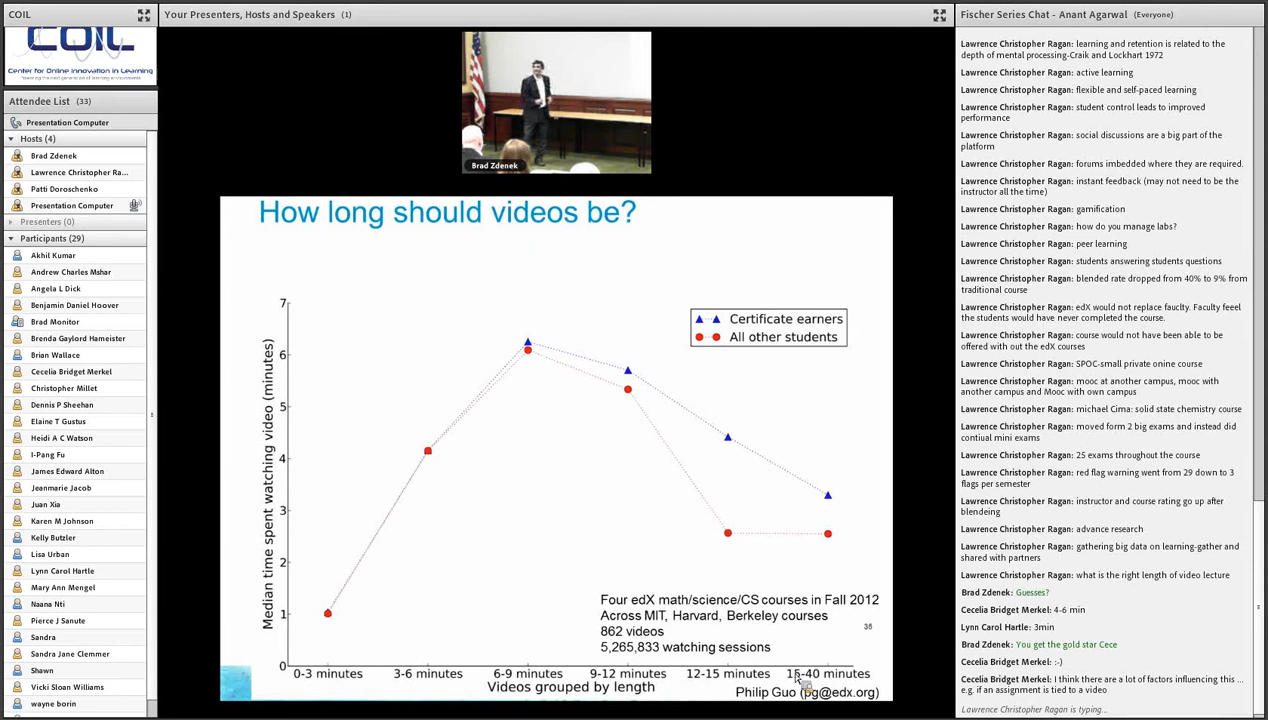 COIL
Your Presenters, Hosts and Speakers (1)
Fischer Series Chat - Anant Agarwal (Everyone)
COIL
Center for Online Innovation in Learning
Attendee List (33)
Presentation Computer
Hosts (4)
Brad Zdenek
Lawrence Christopher Ra...
Patti Doroschenko
Presentation Computer
Presenters (0)
Participants (29)
Akhil Kumar
Andrew Charles Mshar
Angela L Dick
Benjamin Daniel Hoover
Brad Monitor
Brenda Gaylord Hameister
Brian Wallace
Cecelia Bridget Merkel
Christopher Millet
Dennis P Sheehan
Elaine T Gustus
Heidi A C Watson
I-Pang Fu
James Edward Alton
Jeanmarie Jacob
Juan Xia
Karen M Johnson
Kelly Butzler
Lisa Urban
Lynn Carol Hartle
Mary Ann Mengel
Naana Nti
Pierce J Sanute
Sandra
Sandra Jane Clemmer
Shawn
Vicki Sloan Williams
wayne borin
Brad Zdenek
How long should videos be?
Median time spent watching video (minutes)
7
6
5
4
3
2
1
0
Certificate earners
All other students
Four edX math/science/CS courses in Fall 2012
Across MIT, Harvard, Berkeley courses
862 videos
5,265,833 watching sessions
0-3 minutes 3-6 minutes 6-9 minutes 9-12 minutes 12-15 minutes 15-40 minutes
Videos grouped by length
Philip Guo (pg@edx.org)
Lawrence Christopher Ragan: learning and retention is related to the
depth of mental processing-Craik and Lockhart 1972
Lawrence Christopher Ragan: active learning
Lawrence Christopher Ragan: flexible and self-paced learning
Lawrence Christopher Ragan: student control leads to improved
performance
Lawrence Christopher Ragan: social discussions are a big part of the
platform
Lawrence Christopher Ragan: forums imbedded where they are required.
Lawrence Christopher Ragan: instant feedback (may not need to be the
instructor all the time)
Lawrence Christopher Ragan: gamification
Lawrence Christopher Ragan: how do you manage labs?
Lawrence Christopher Ragan: peer learning
Lawrence Christopher Ragan: students answering students questions
Lawrence Christopher Ragan: blended rate dropped from 40% to 9% from
traditional course
Lawrence Christopher Ragan: edX would not replace fauclty. Faculty feeel
the students would have never completed the course.
Lawrence Christopher Ragan: course would not have been able to be
offered with out the edX courses
Lawrence Christopher Ragan: SPOC-small private onine course
Lawrence Christopher Ragan: mooc at another campus, mooc with
another campus and Mooc with own campus
Lawrence Christopher Ragan: michael Cima: solid state chemistry course
Lawrence Christopher Ragan: moved form 2 big exams and instead did
contiual mini exams
Lawrence Christopher Ragan: 25 exams throughout the course
Lawrence Christopher Ragan: red flag warning went from 29 down to 3
flags per semester
Lawrence Christopher Ragan: instructor and course rating go up after
blendeing
Lawrence Christopher Ragan: advance research
Lawrence Christopher Ragan: gathering big data on learning-gather and
shared with partners
Lawrence Christopher Ragan: what is the right length of video lecture
Brad Zdenek: Guesses?
Cecelia Bridget Merkel: 4-6 min
Lynn Carol Hartle: 3min
Brad Zdenek: You get the gold star Cece
Cecelia Bridget Merkel: :-)
Cecelia Bridget Merkel: I think there are a lot of factors influencing this ...
e.g. if an assignment is tied to a video
Lawrence Christopher Ragan is typing...